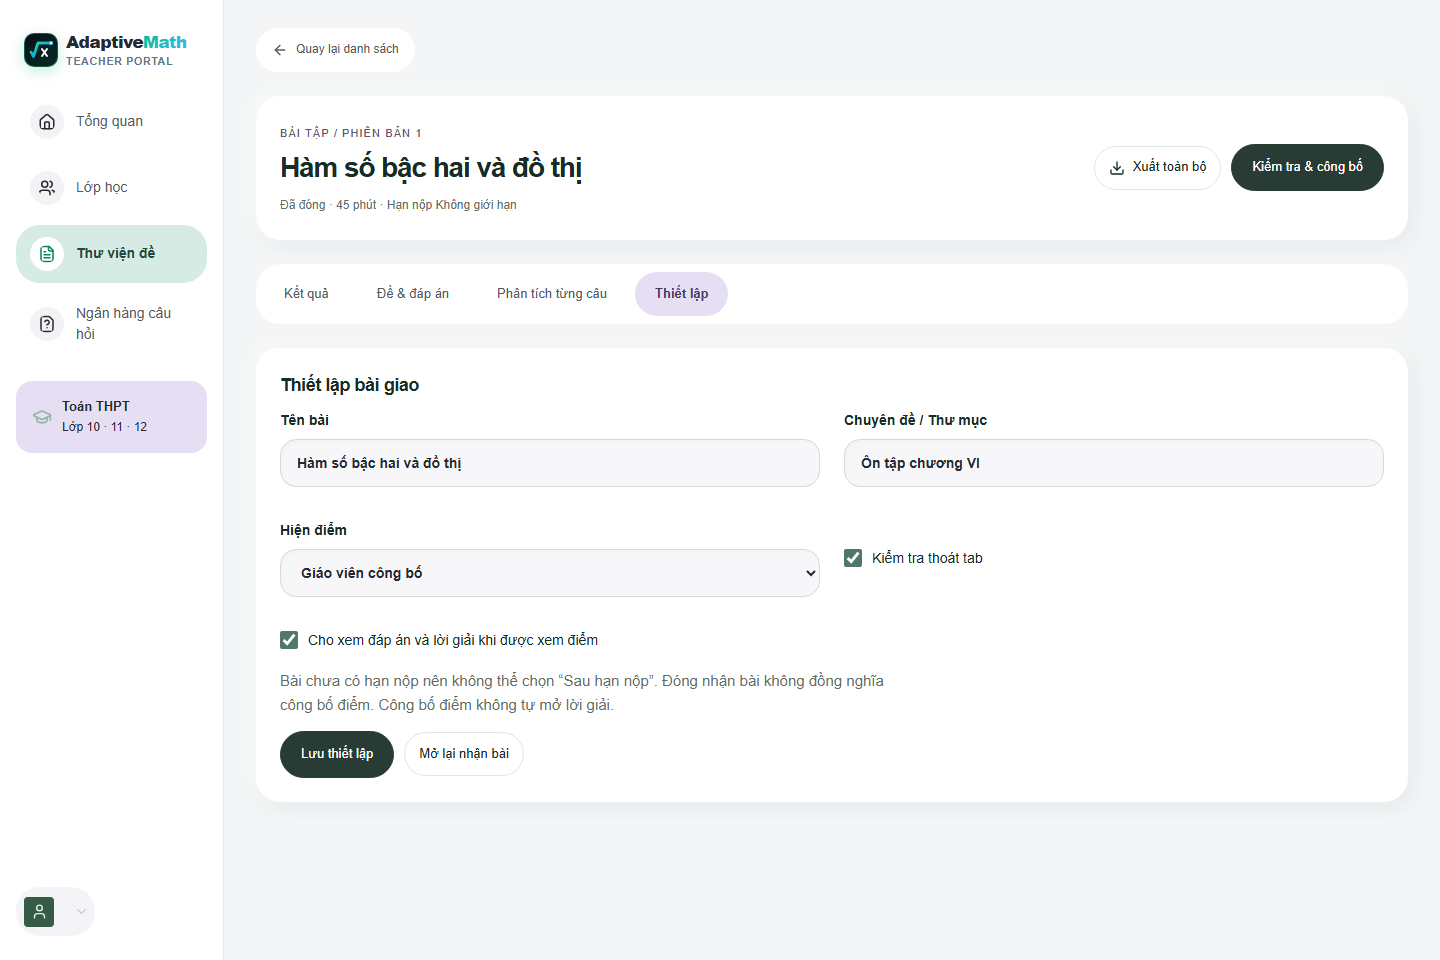 AdaptiveMath
TEACHER PORTAL
Tổng quan
Lớp học
Thư viện đề
Ngân hàng câu
hỏi
Toán THPT
Lớp 10 · 11 · 12
Quay lại danh sách
BÀI TẬP / PHIÊN BẢN 1
Hàm số bậc hai và đồ thị
Đã đóng · 45 phút · Hạn nộp Không giới hạn
Xuất toàn bộ
Kiểm tra & công bố
Kết quả
Đề & đáp án
Phân tích từng câu
Thiết lập
Thiết lập bài giao
Tên bài
Chuyên đề / Thư mục
Hàm số bậc hai và đồ thị
Ôn tập chương VI
Hiện điểm
Giáo viên công bố
Kiểm tra thoát tab
Cho xem đáp án và lời giải khi được xem điểm
Bài chưa có hạn nộp nên không thể chọn “Sau hạn nộp”. Đóng nhận bài không đồng nghĩa
công bố điểm. Công bố điểm không tự mở lời giải.
Lưu thiết lập
Mở lại nhận bài